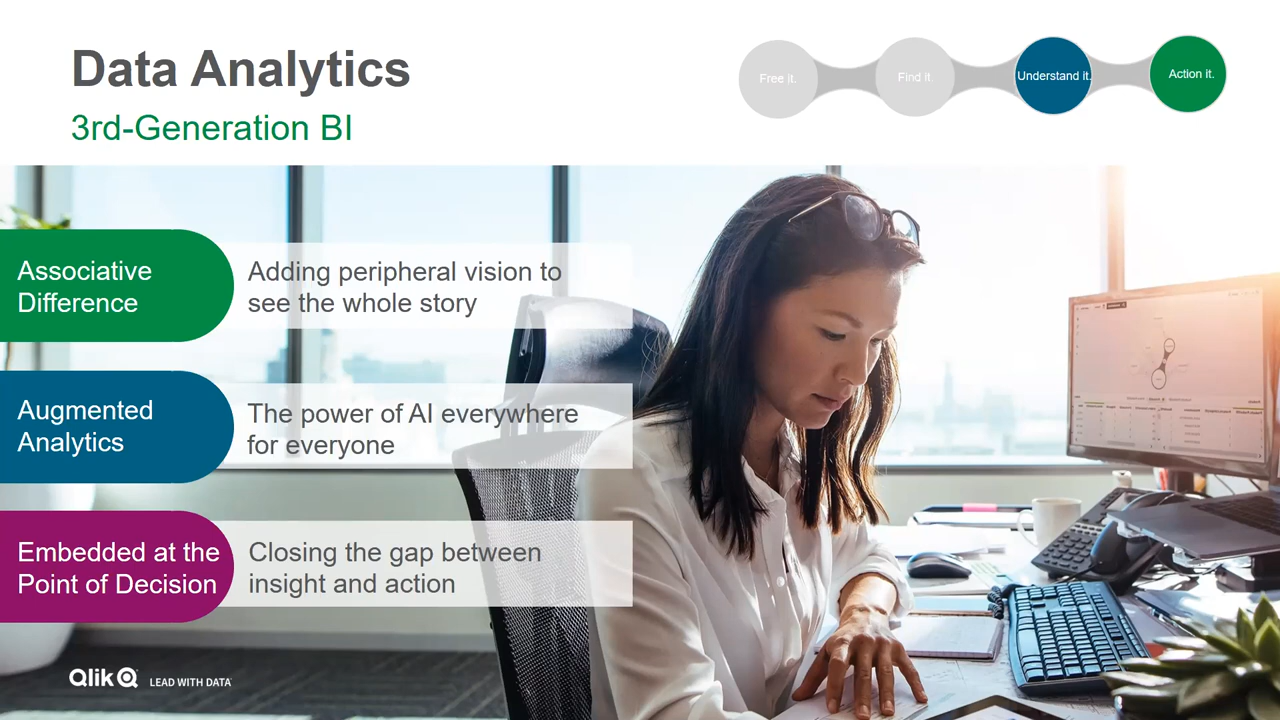 Data Analytics
3rd-Generation BI
Free it.
Find it.
Understand it.
Action it.
Associative
Difference
Adding peripheral vision to
see the whole story
Augmented
Analytics
The power of AI everywhere
for everyone
Embedded at the
Point of Decision
Closing the gap between
insight and action
Qlik
LEAD WITH DATA